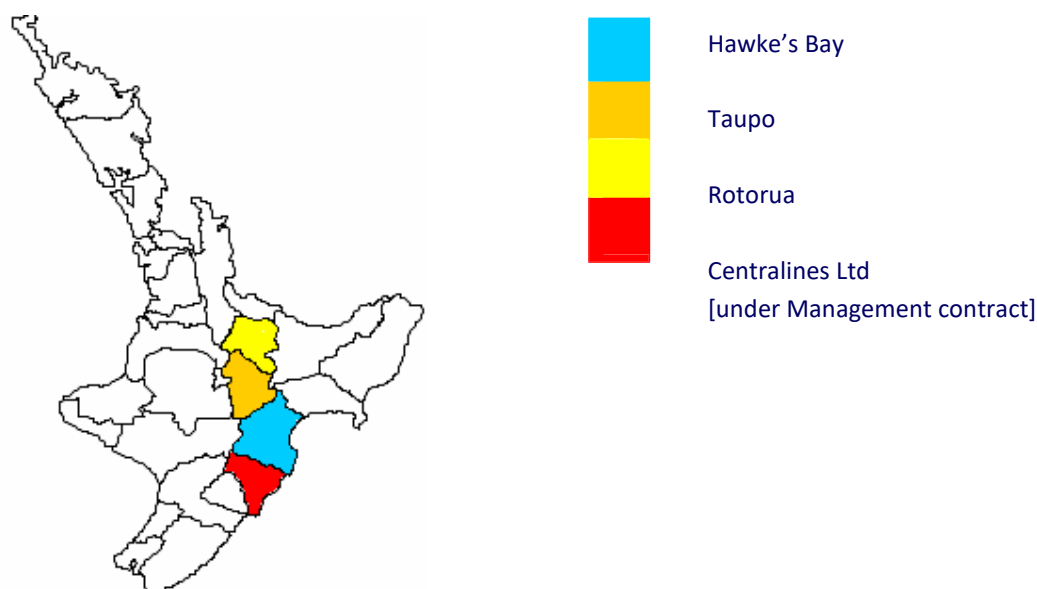 Hawke’s Bay
Taupo
Rotorua
Centralines Ltd
[under Management contract]